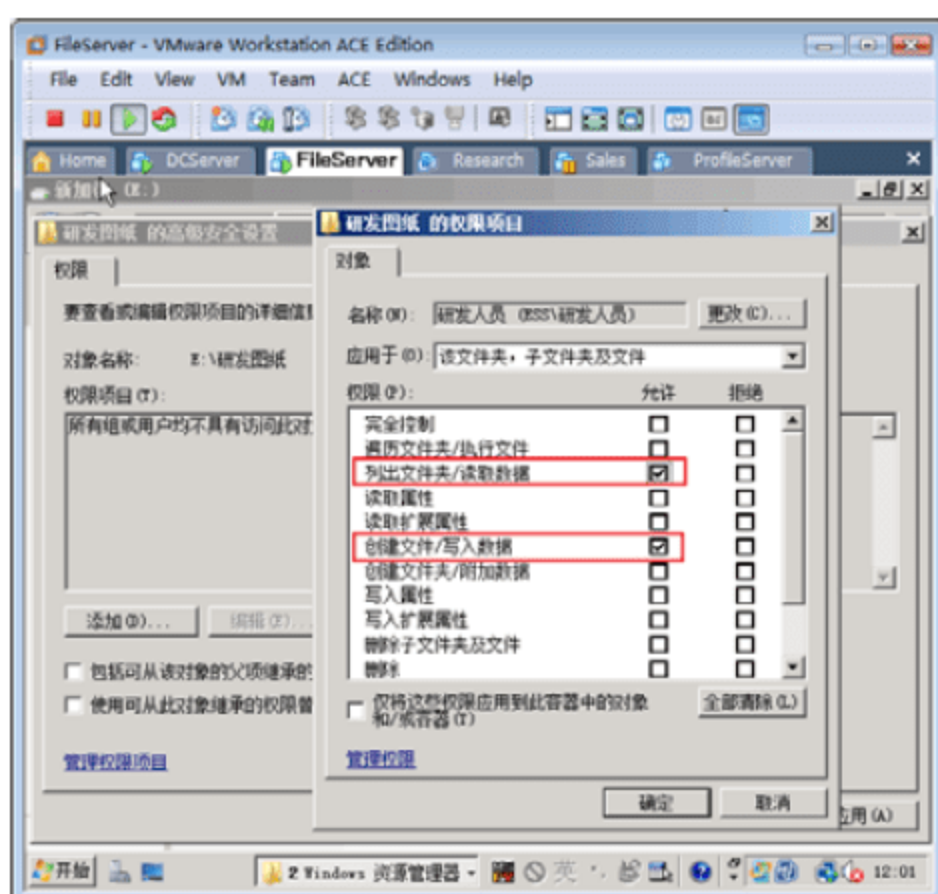 FileServer - VMware Workstation ACE Edition
File Edit View VM Team ACE Windows Help
Home DCServer FileServer Research Sales ProfileServer
新加 (E:)
研发图纸 的高级安全设置
研发图纸 的权限项目
权限
对象
要查看或编辑权限项目的详细信
名称(N): 研发人员 (ESS\研发人员) 更改(C)...
对象名称: E:\研发图纸
应用于(O): 该文件夹，子文件夹及文件
权限项目(T):
权限(P): 允许 拒绝
所有组或用户均不具有访问此对
完全控制
遍历文件夹/执行文件
列出文件夹/读取数据
读取属性
读取扩展属性
创建文件/写入数据
创建文件夹/附加数据
写入属性
写入扩展属性
删除子文件夹及文件
删除
添加(D)... 编辑(E)...
包括可从该对象的父项继承的
使用可从此对象继承的权限替
仅将这些权限应用到此容器中的对象
和/或容器(T)
全部清除(L)
管理权限项目
管理权限
确定 取消
应用(A)
开始 2 Windows 资源管理器 英 12:01